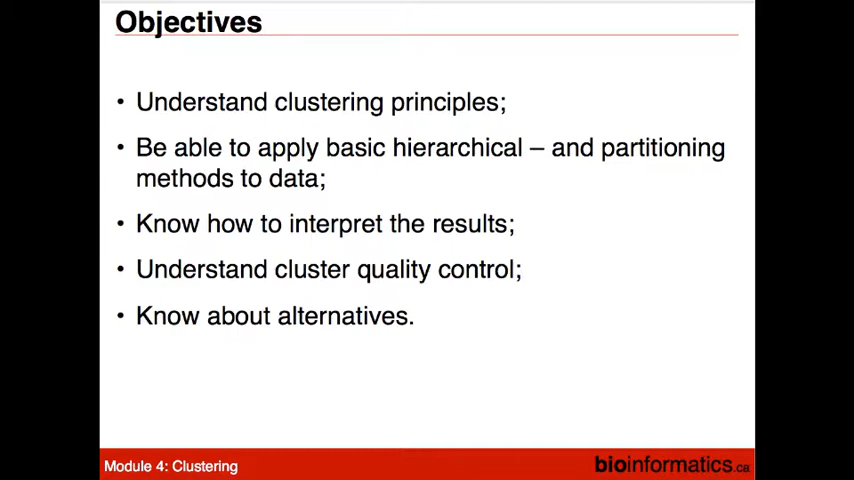 Objectives
• Understand clustering principles;
• Be able to apply basic hierarchical – and partitioning
methods to data;
• Know how to interpret the results;
• Understand cluster quality control;
• Know about alternatives.
Module 4: Clustering
bioinformatics.ca